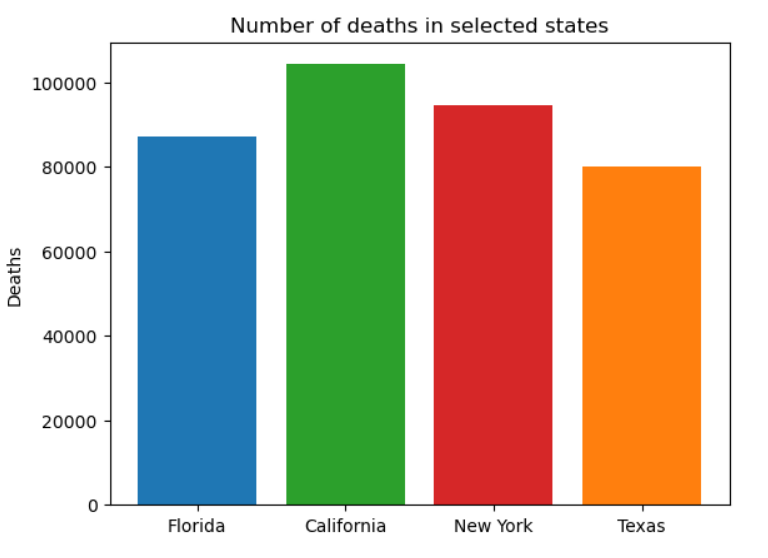 Number of deaths in selected states
100000
80000
60000
40000
20000
0
Deaths
Florida California New York Texas